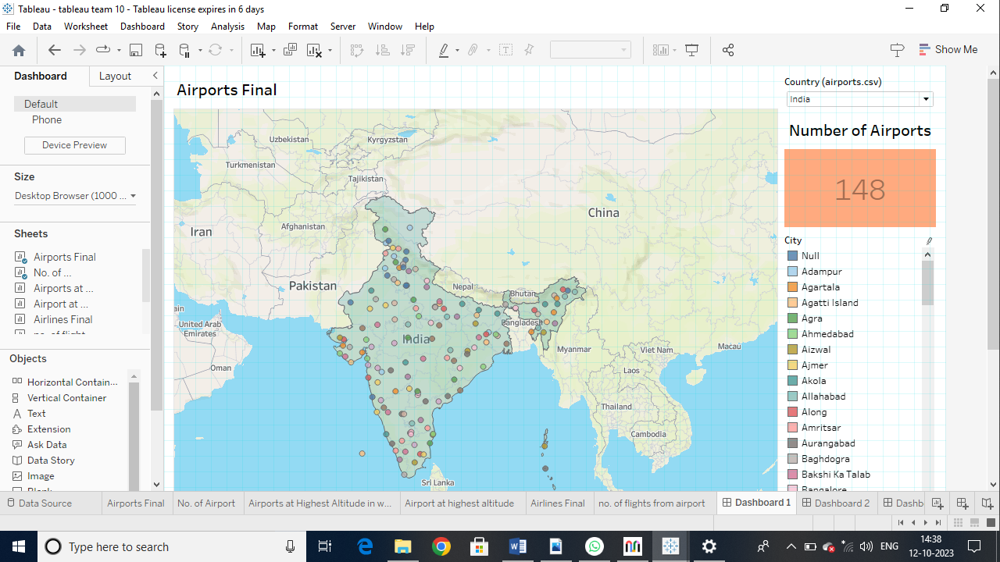 Tableau - tableau team 10 - Tableau license expires in 6 days
File Data Worksheet Dashboard Story Analysis Map Format Server Window Help
Show Me
Dashboard Layout
Default
Phone
Device Preview
Size
Desktop Browser (1000 ...
Sheets
Airports Final
No. of ...
Airports at ...
Airport at ...
Airlines Final
no. of flight
Objects
Horizontal Contain...
Vertical Container
Text
Extension
Ask Data
Data Story
Image
Blank
Airports Final
Uzbekistan
Kyrgyzstan
Turkmenistan
Tajikistan
China
Iran
Afghanistan
Pakistan
Nepal
Bhutan
ain
United Arab
Emirates
Bangladesh
India
Oman
Myanmar
Macau
Viet Nam
Laos
Thailand
Cambodia
Sri Lanka
Country (airports.csv)
India
Number of Airports
148
City
Null
Adampur
Agartala
Agatti Island
Agra
Ahmedabad
Aizwal
Ajmer
Akola
Allahabad
Along
Amritsar
Aurangabad
Baghdogra
Bakshi Ka Talab
Bangalore
Data Source Airports Final No. of Airport Airports at Highest Altitude in w... Airport at highest altitude Airlines Final no. of flights from airport Dashboard 1 Dashboard 2 Dashb
Type here to search
ENG
14:38
12-10-2023